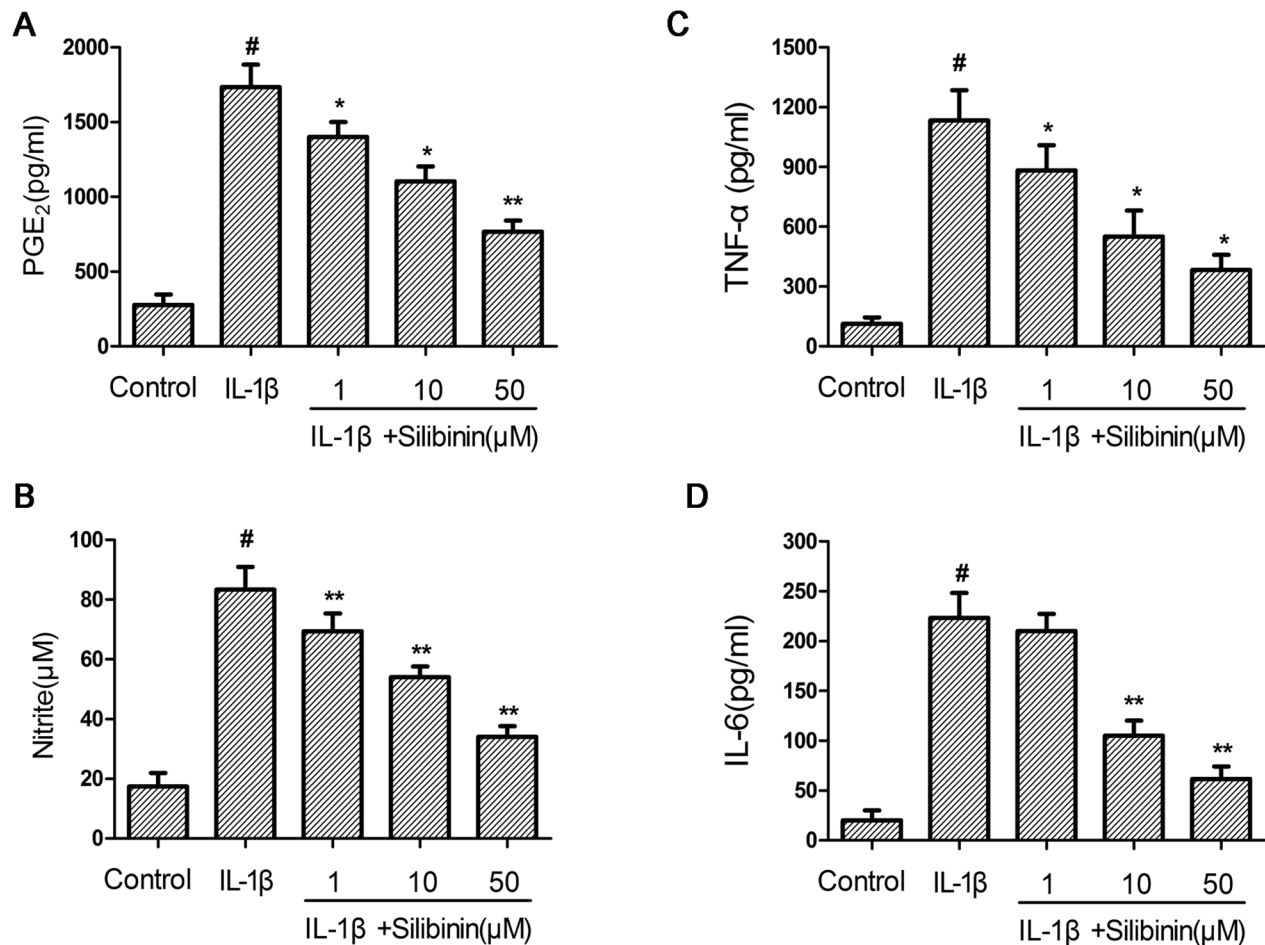 A
PGE2(pg/ml)
2000
1500
1000
500
0
#
*
*
**
Control IL-1β 1 10 50
IL-1β +Silibinin(µM)
B
Nitrite(µM)
100
80
60
40
20
0
#
**
**
**
Control IL-1β 1 10 50
IL-1β +Silibinin(µM)
C
TNF-α (pg/ml)
1500
1200
900
600
300
0
#
*
*
*
Control IL-1β 1 10 50
IL-1β +Silibinin(µM)
D
IL-6(pg/ml)
300
250
200
150
100
50
0
#
**
**
Control IL-1β 1 10 50
IL-1β +Silibinin(µM)